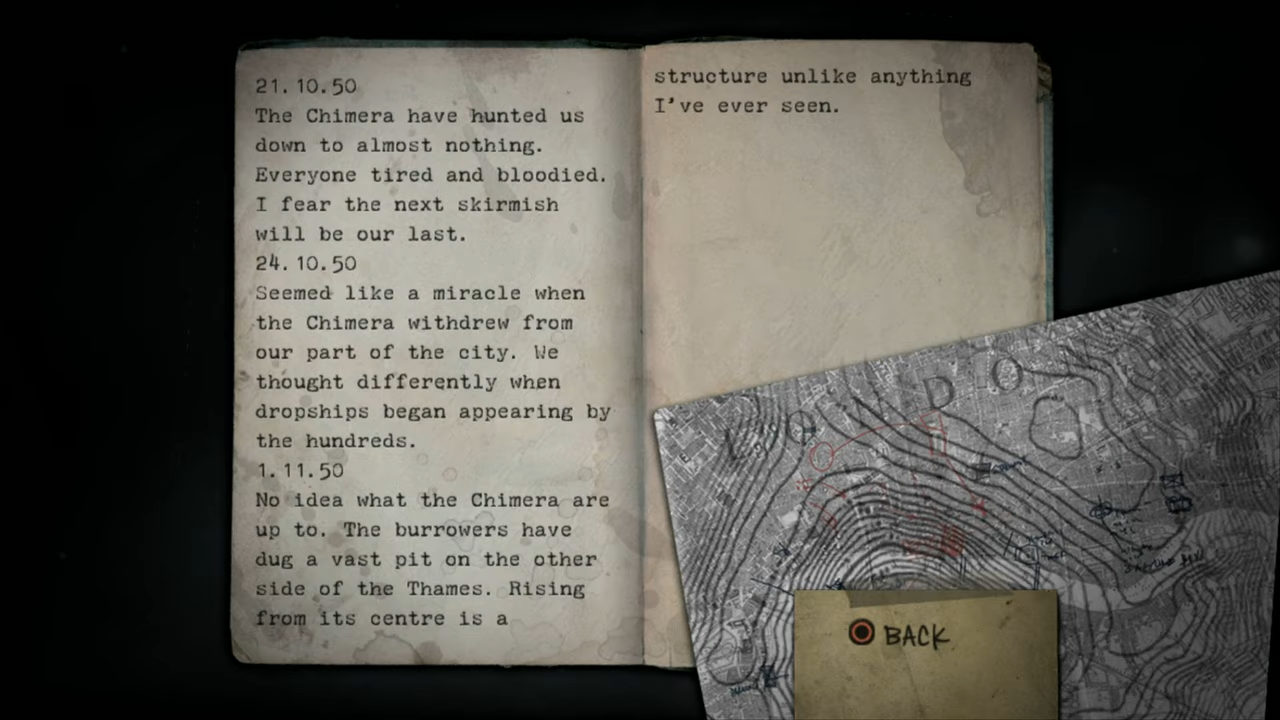 21.10.50
The Chimera have hunted us
down to almost nothing.
Everyone tired and bloodied.
I fear the next skirmish
will be our last.
24.10.50
Seemed like a miracle when
the Chimera withdrew from
our part of the city. We
thought differently when
dropships began appearing by
the hundreds.
1.11.50
No idea what the Chimera are
up to. The burrowers have
dug a vast pit on the other
side of the Thames. Rising
from its centre is a
structure unlike anything
I've ever seen.
BACK